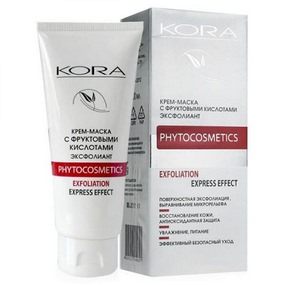 KORA
КРЕМ-МАСКА
С ФРУКТОВЫМИ
КИСЛОТАМИ
ЭКСФОЛИАНТ
PHYTOCOSMETICS
EXFOLIATION
EXPRESS EFFECT
KORA
КРЕМ-МАСКА
С ФРУКТОВЫМИ КИСЛОТАМИ
ЭКСФОЛИАНТ
PHYTOCOSMETICS
EXFOLIATION
EXPRESS EFFECT
ПОВЕРХНОСТНАЯ ЭКСФОЛИАЦИЯ,
ВЫРАВНИВАНИЕ МИКРОРЕЛЬЕФА
ВОССТАНОВЛЕНИЕ КОЖИ,
АНТИОКСИДАНТНАЯ ЗАЩИТА
УВЛАЖНЕНИЕ, ПИТАНИЕ
ЭФФЕКТИВНЫЙ БЕЗОПАСНЫЙ УХОД